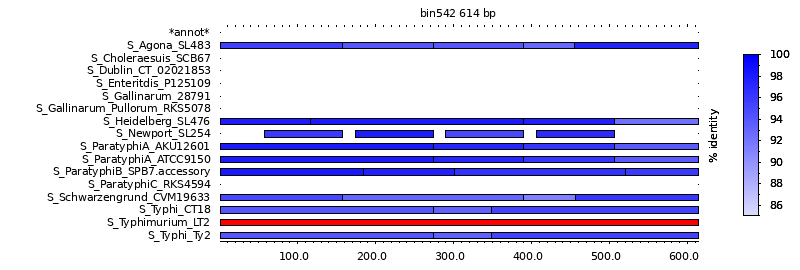 bin542 614 bp
*annot*
S_Agona_SL483
S_Choleraesuis_SCB67
S_Dublin_CT_02021853
S_Enteritdis_P125109
S_Gallinarum_28791
S_Gallinarum_Pullorum_RKS5078
S_Heidelberg_SL476
S_Newport_SL254
S_ParatyphiA_AKU12601
S_ParatyphiA_ATCC9150
S_ParatyphiB_SPB7.accessory
S_ParatyphiC_RKS4594
S_Schwarzengrund_CVM19633
S_Typhi_CT18
S_Typhimurium_LT2
S_Typhi_Ty2
100.0 200.0 300.0 400.0 500.0 600.0
% identity
100
98
96
94
92
90
88
86